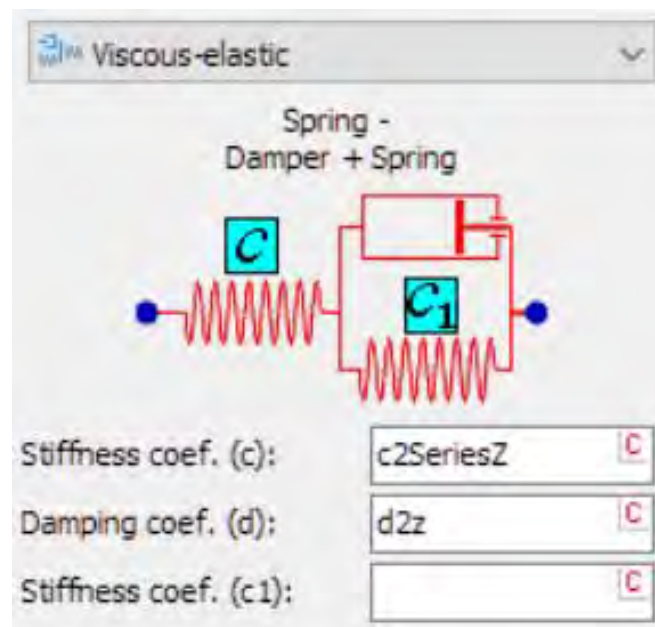 Viscous-elastic
Spring -
Damper + Spring
C
C1
Stiffness coef. (c):
c2SeriesZ
C
Damping coef. (d):
d2z
C
Stiffness coef. (c1):
C